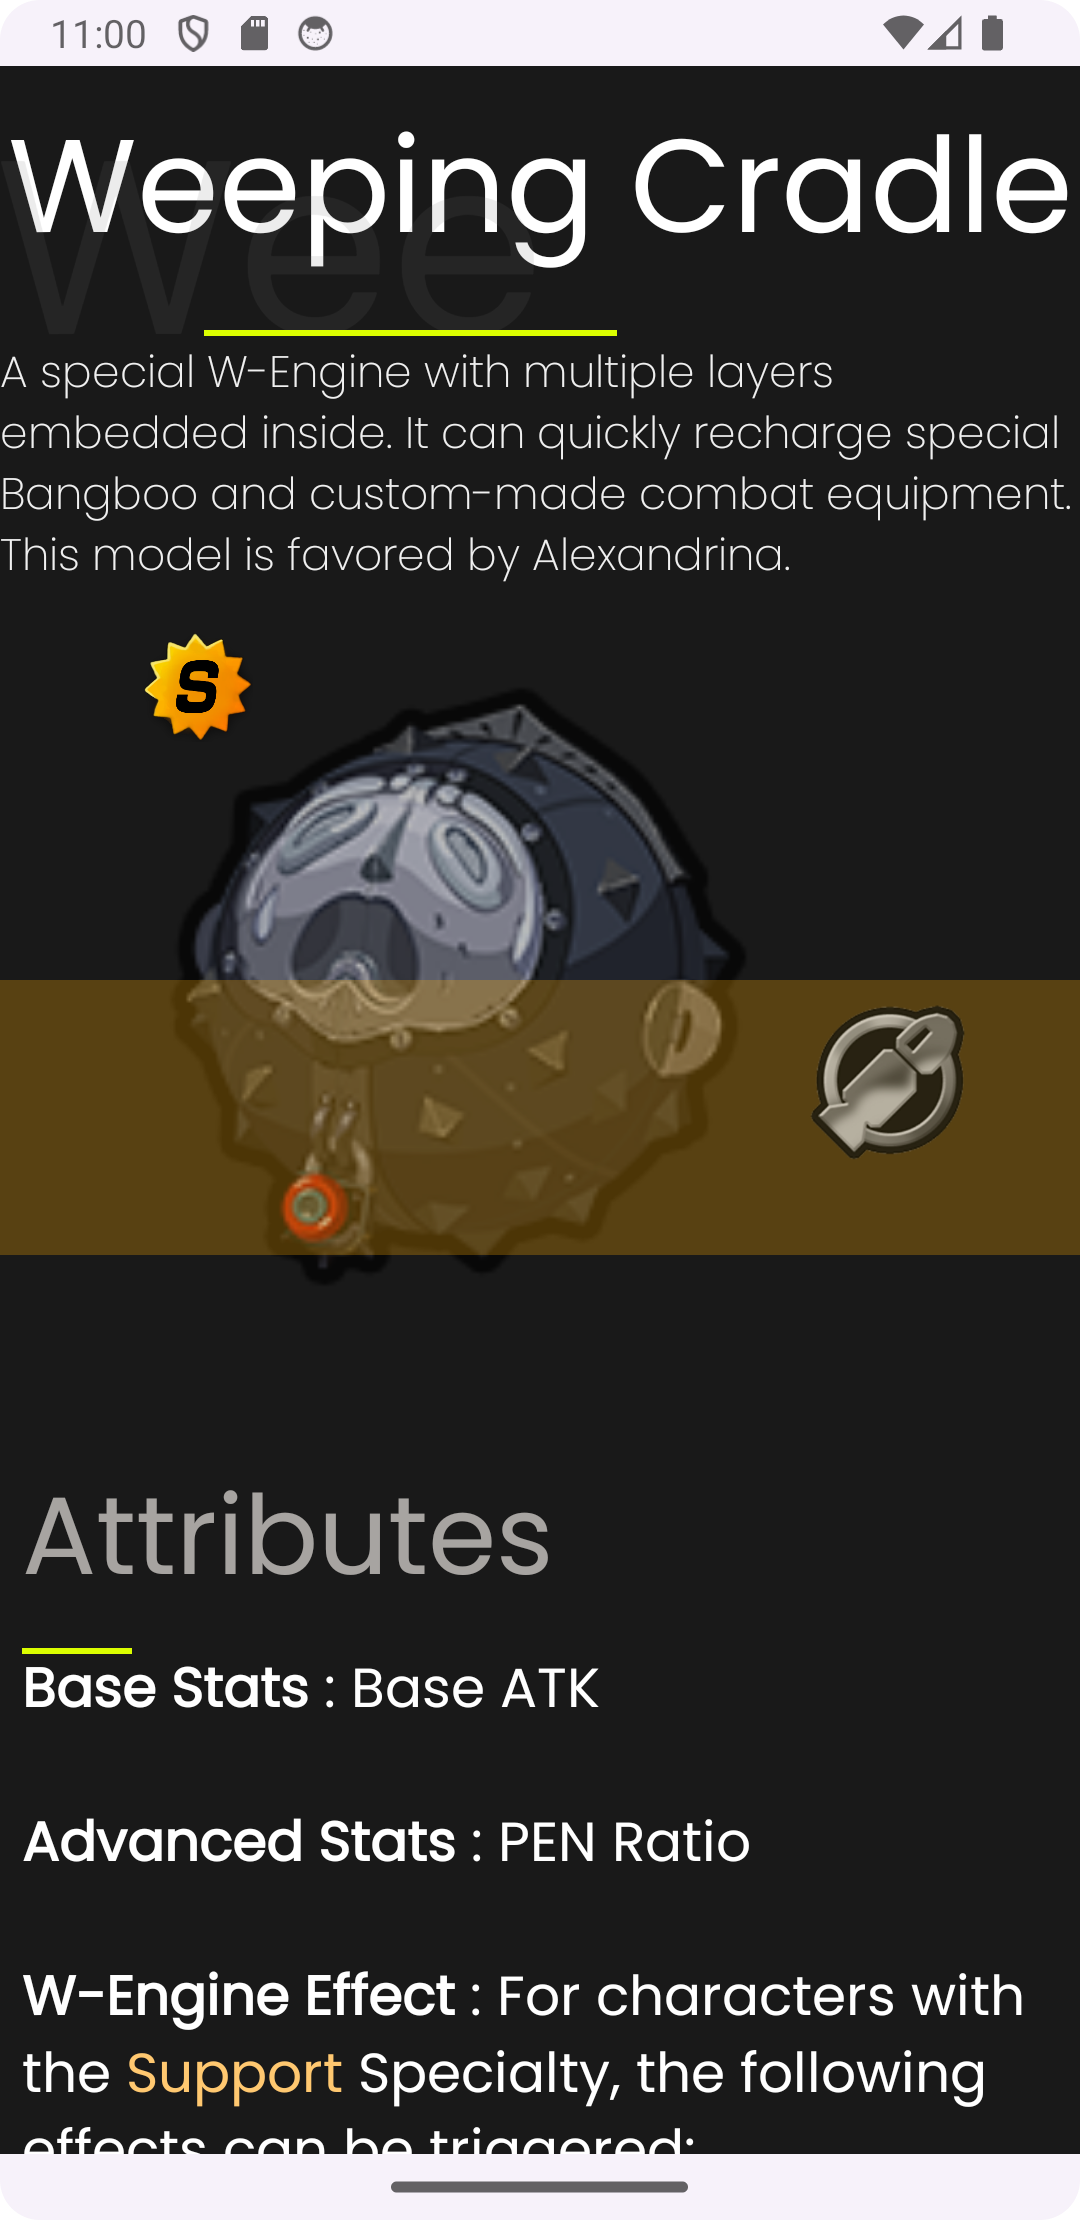 11:00
Weeping Cradle
Wee
A special W-Engine with multiple layers
embedded inside. It can quickly recharge special
Bangboo and custom-made combat equipment.
This model is favored by Alexandrina.
S
Attributes
Base Stats : Base ATK
Advanced Stats : PEN Ratio
W-Engine Effect : For characters with
the Support Specialty, the following
effects can be triggered: